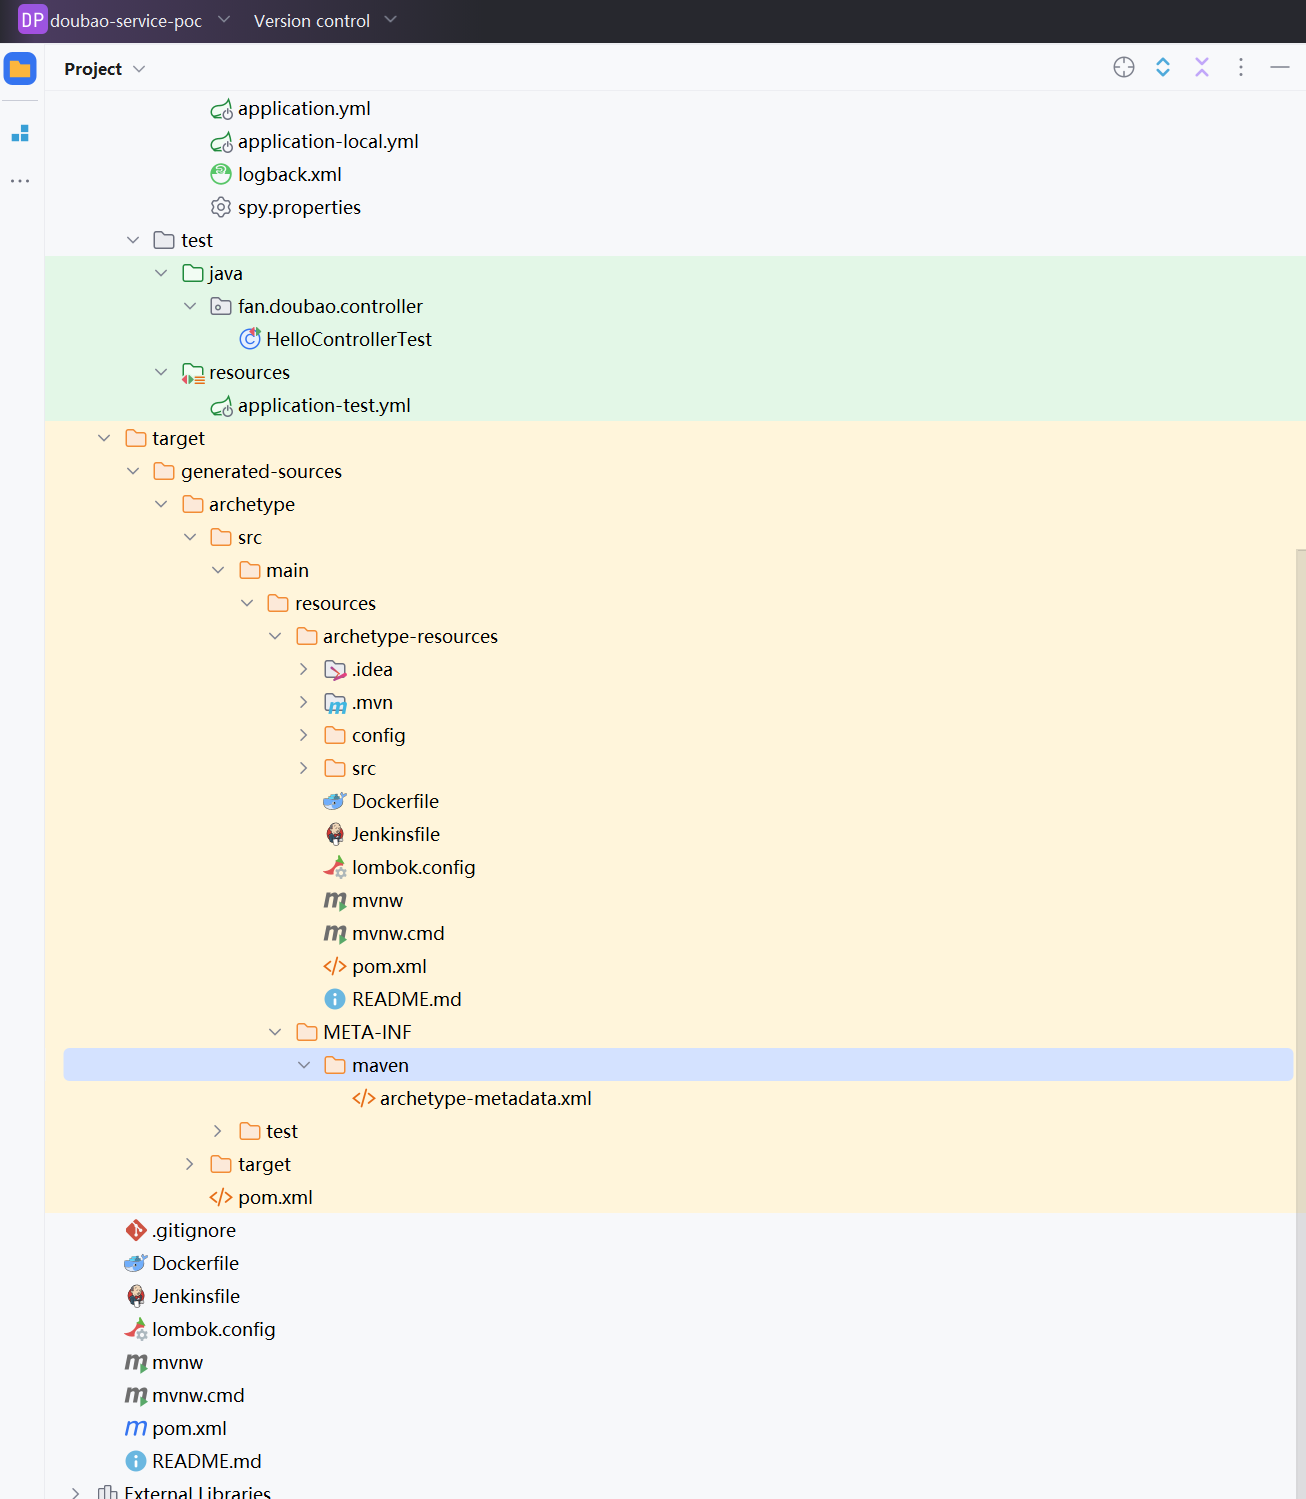 DP doubao-service-poc Version control
Project
application.yml
application-local.yml
logback.xml
spy.properties
test
java
fan.doubao.controller
HelloControllerTest
resources
application-test.yml
target
generated-sources
archetype
src
main
resources
archetype-resources
.idea
.mvn
config
src
Dockerfile
Jenkinsfile
lombok.config
mvnw
mvnw.cmd
pom.xml
README.md
META-INF
maven
archetype-metadata.xml
test
target
pom.xml
.gitignore
Dockerfile
Jenkinsfile
lombok.config
mvnw
mvnw.cmd
pom.xml
README.md
External Libraries